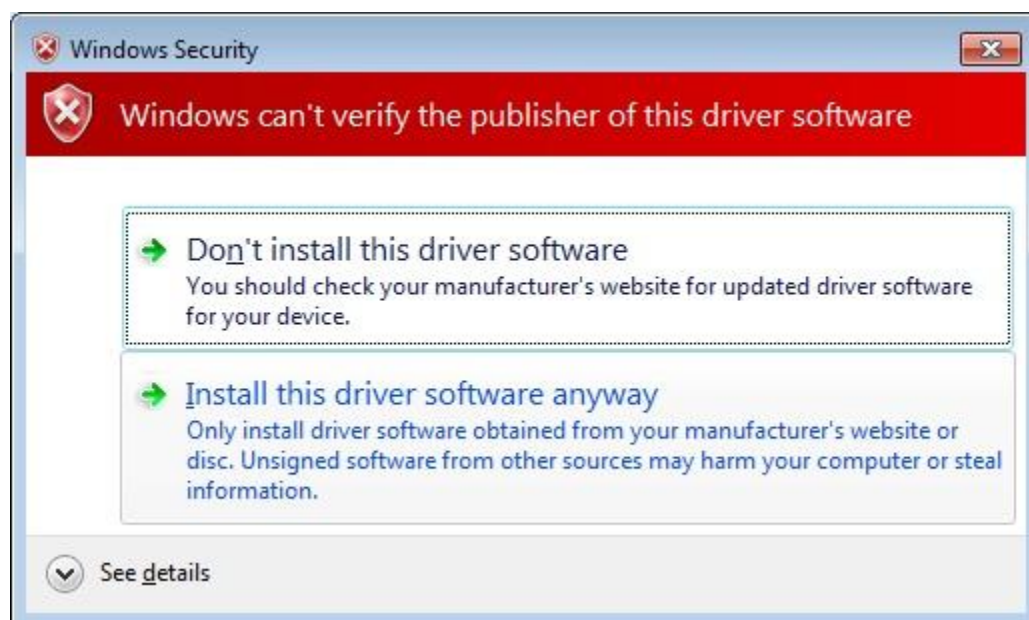 Windows Security
Windows can't verify the publisher of this driver software
Don't install this driver software
You should check your manufacturer's website for updated driver software
for your device.
Install this driver software anyway
Only install driver software obtained from your manufacturer's website or
disc. Unsigned software from other sources may harm your computer or steal
information.
See details